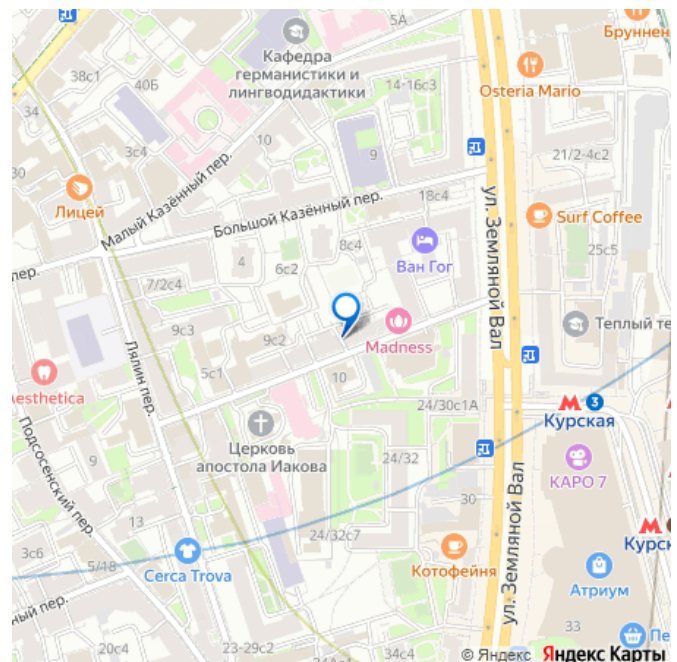 5А
Бруннен
Кафедра
германистики и
лингводидактики
38с1
40Б
14-16с3
Osteria Mario
34
3с4
10
9
21/2-4с2
30
Лицей
Малый Казённый пер.
Большой Казённый пер.
18с4
ул. Земляной Вал
Surf Coffee
25с5
пер.
4
6с2
8с4
Ван Гог
7/2с4
9с3
9с2
Madness
Теплый те
Aesthetica
5с1
Лялин пер.
10
24/30с1А
3
Курская
Церковь
апостола Иакова
24/32
КАРО 7
Подсосенский пер.
9
13
30
Курск
3с6
5/18
24/32с7
Cerca Trova
Котофейня
ул. Земляной Вал
Атриум
ный пер.
33
Пе
20с4
23-29с2
34с4
© Яндекс Яндекс Карты